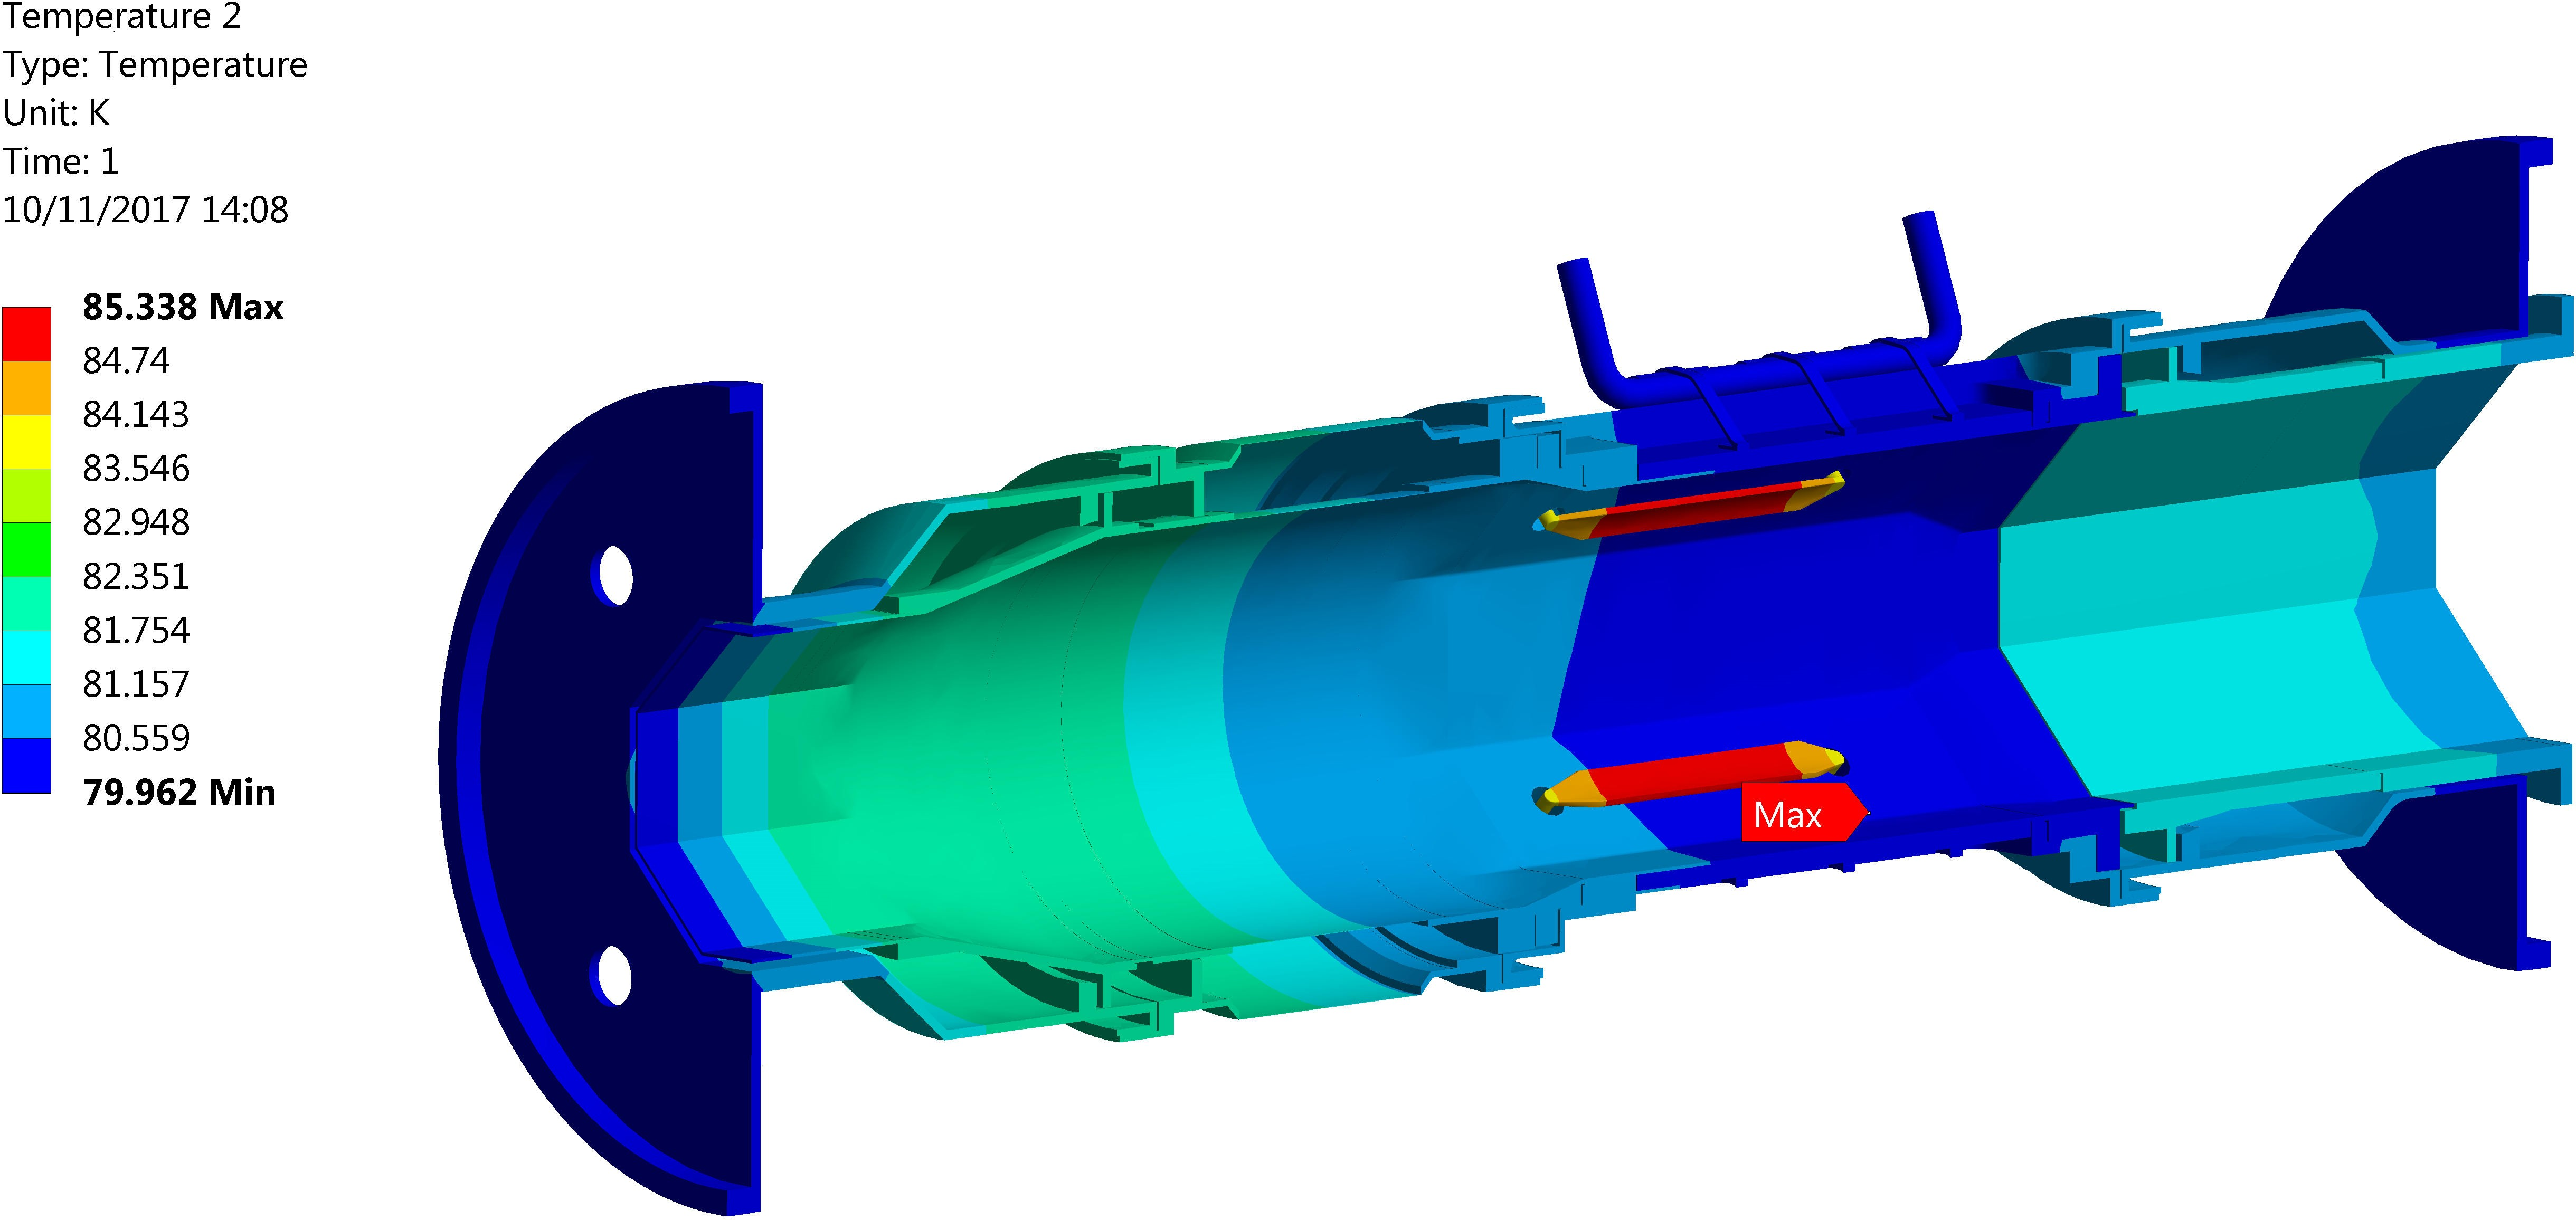 Temperature 2
Type: Temperature
Unit: K
Time: 1
10/11/2017 14:08
85.338 Max
84.74
84.143
83.546
82.948
82.351
81.754
81.157
80.559
79.962 Min
Max